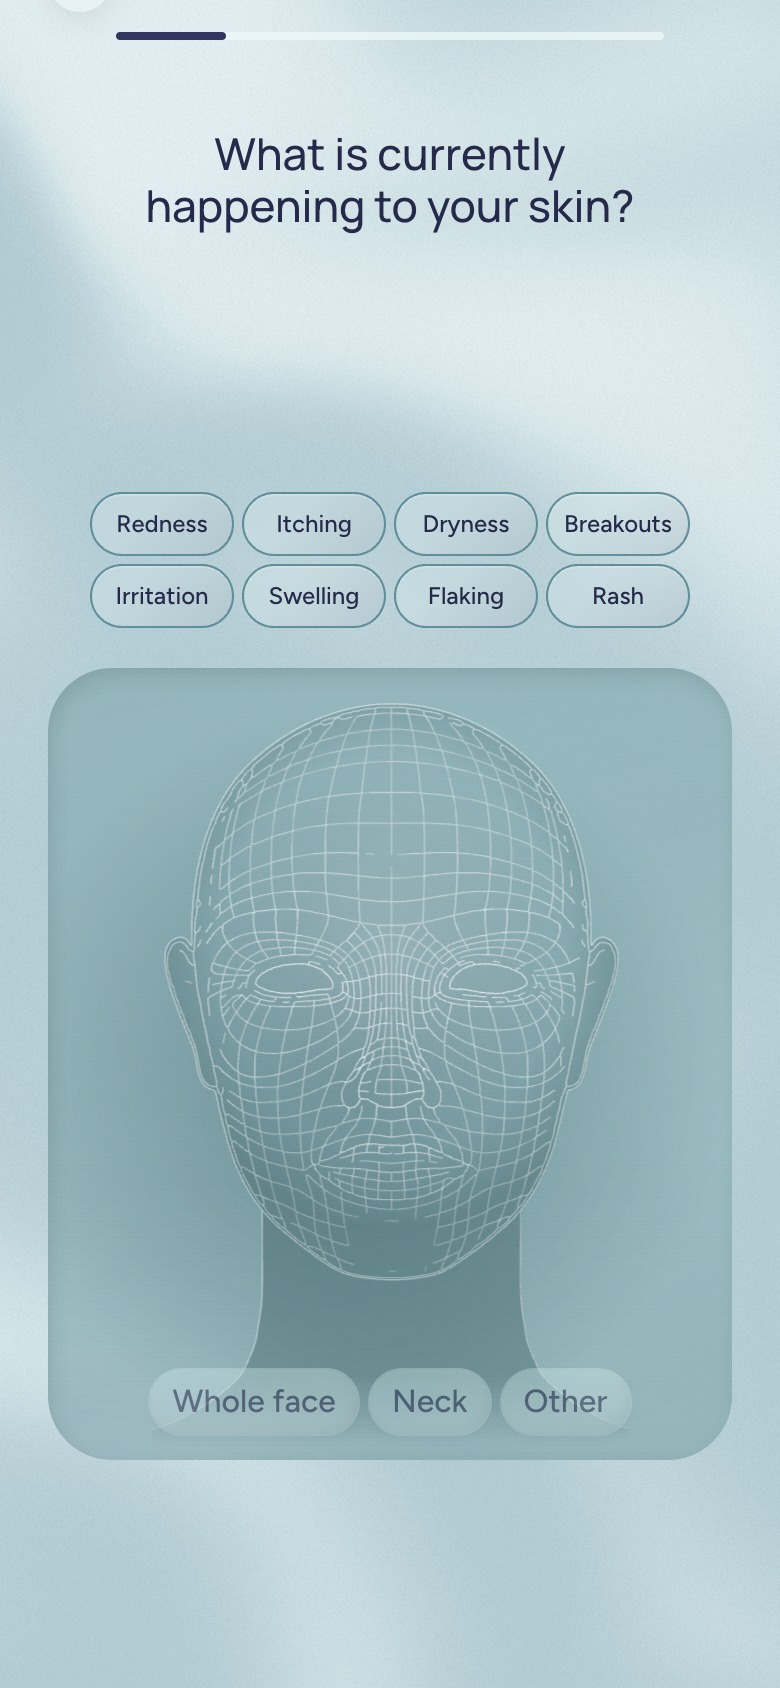 What is currently
happening to your skin?
Redness Itching Dryness Breakouts
Irritation Swelling Flaking Rash
Whole face Neck Other